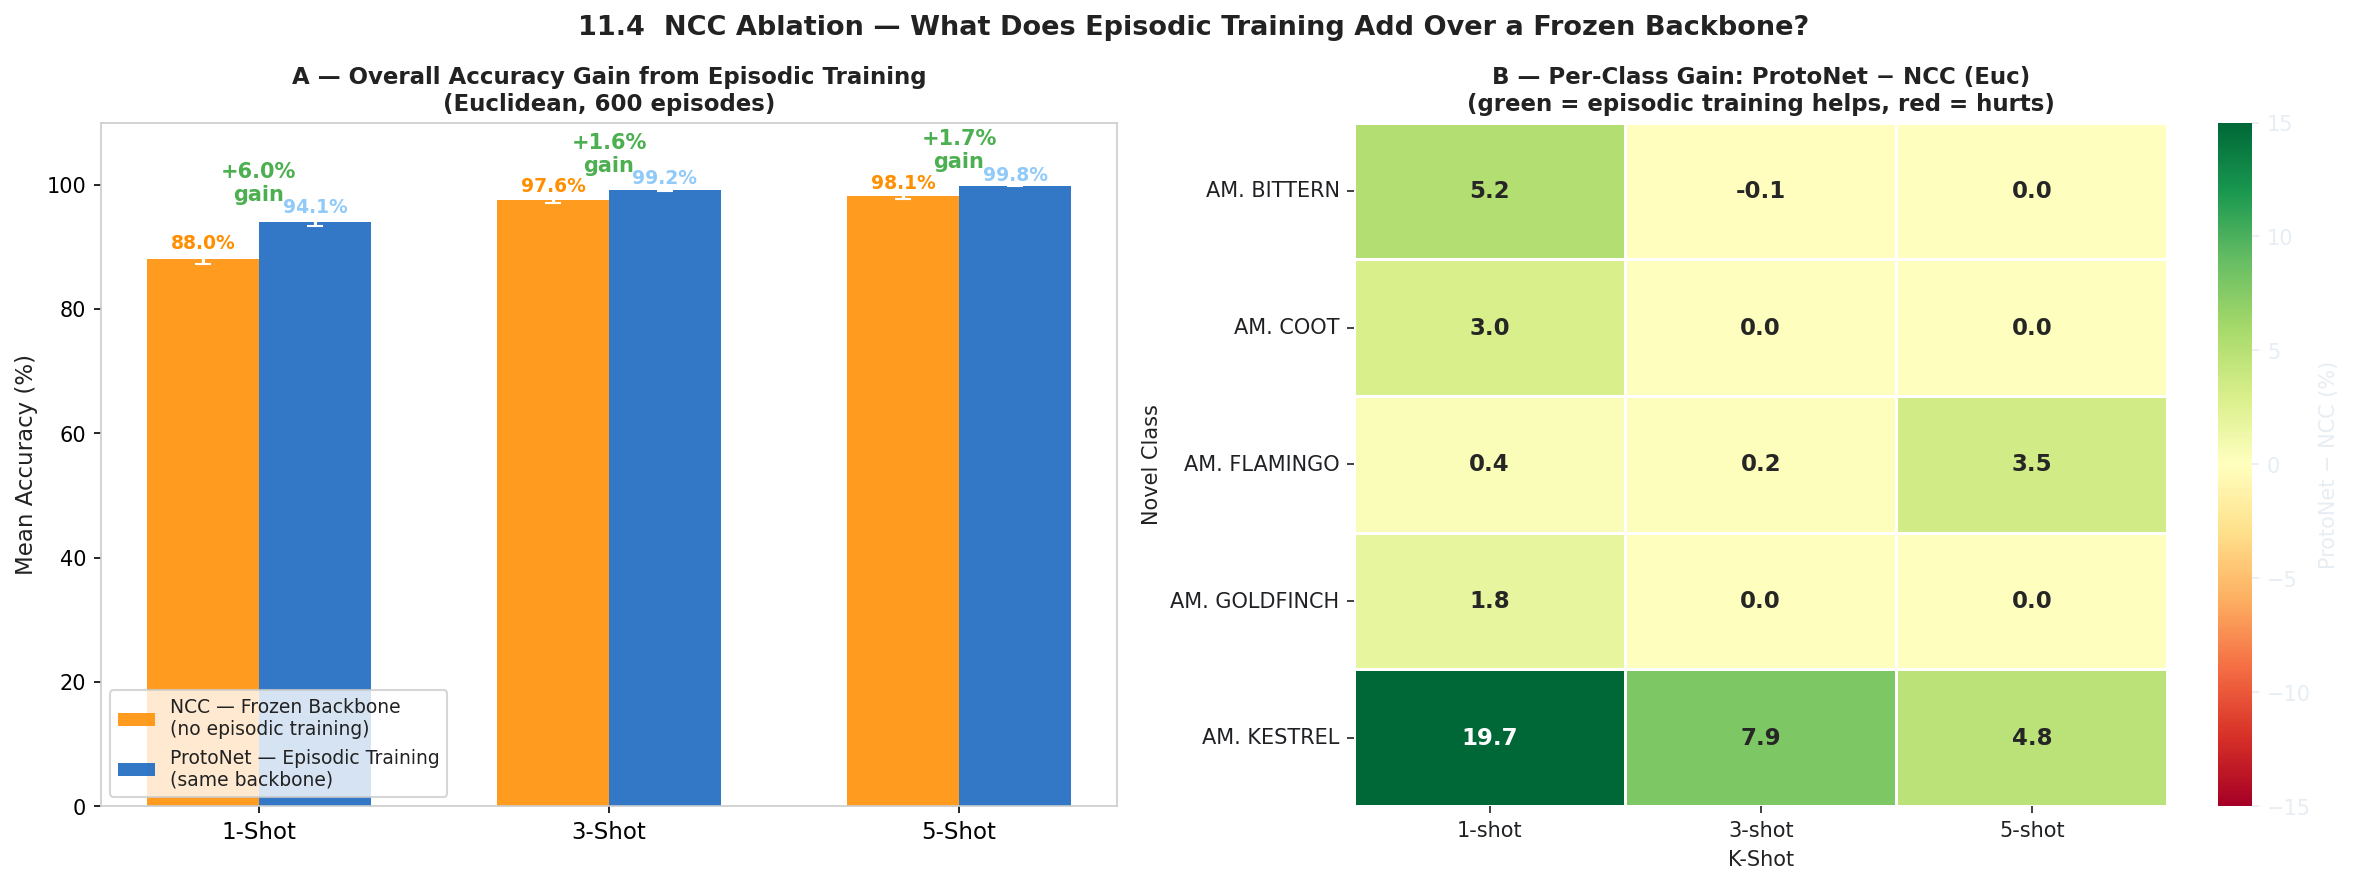 11.4  NCC Ablation — What Does Episodic Training Add Over a Frozen Backbone?
A — Overall Accuracy Gain from Episodic Training
(Euclidean, 600 episodes)
Mean Accuracy (%)
100
80
60
40
20
0
+6.0%
gain
88.0%
94.1%
+1.6%
gain
97.6%
99.2%
+1.7%
gain
98.1%
99.8%
NCC — Frozen Backbone
(no episodic training)
ProtoNet — Episodic Training
(same backbone)
1-Shot
3-Shot
5-Shot
B — Per-Class Gain: ProtoNet − NCC (Euc)
(green = episodic training helps, red = hurts)
Novel Class
AM. BITTERN
5.2
-0.1
0.0
AM. COOT
3.0
0.0
0.0
AM. FLAMINGO
0.4
0.2
3.5
AM. GOLDFINCH
1.8
0.0
0.0
AM. KESTREL
19.7
7.9
4.8
1-shot
3-shot
5-shot
K-Shot
15
10
5
0
−5
−10
−15
ProtoNet − NCC (%)